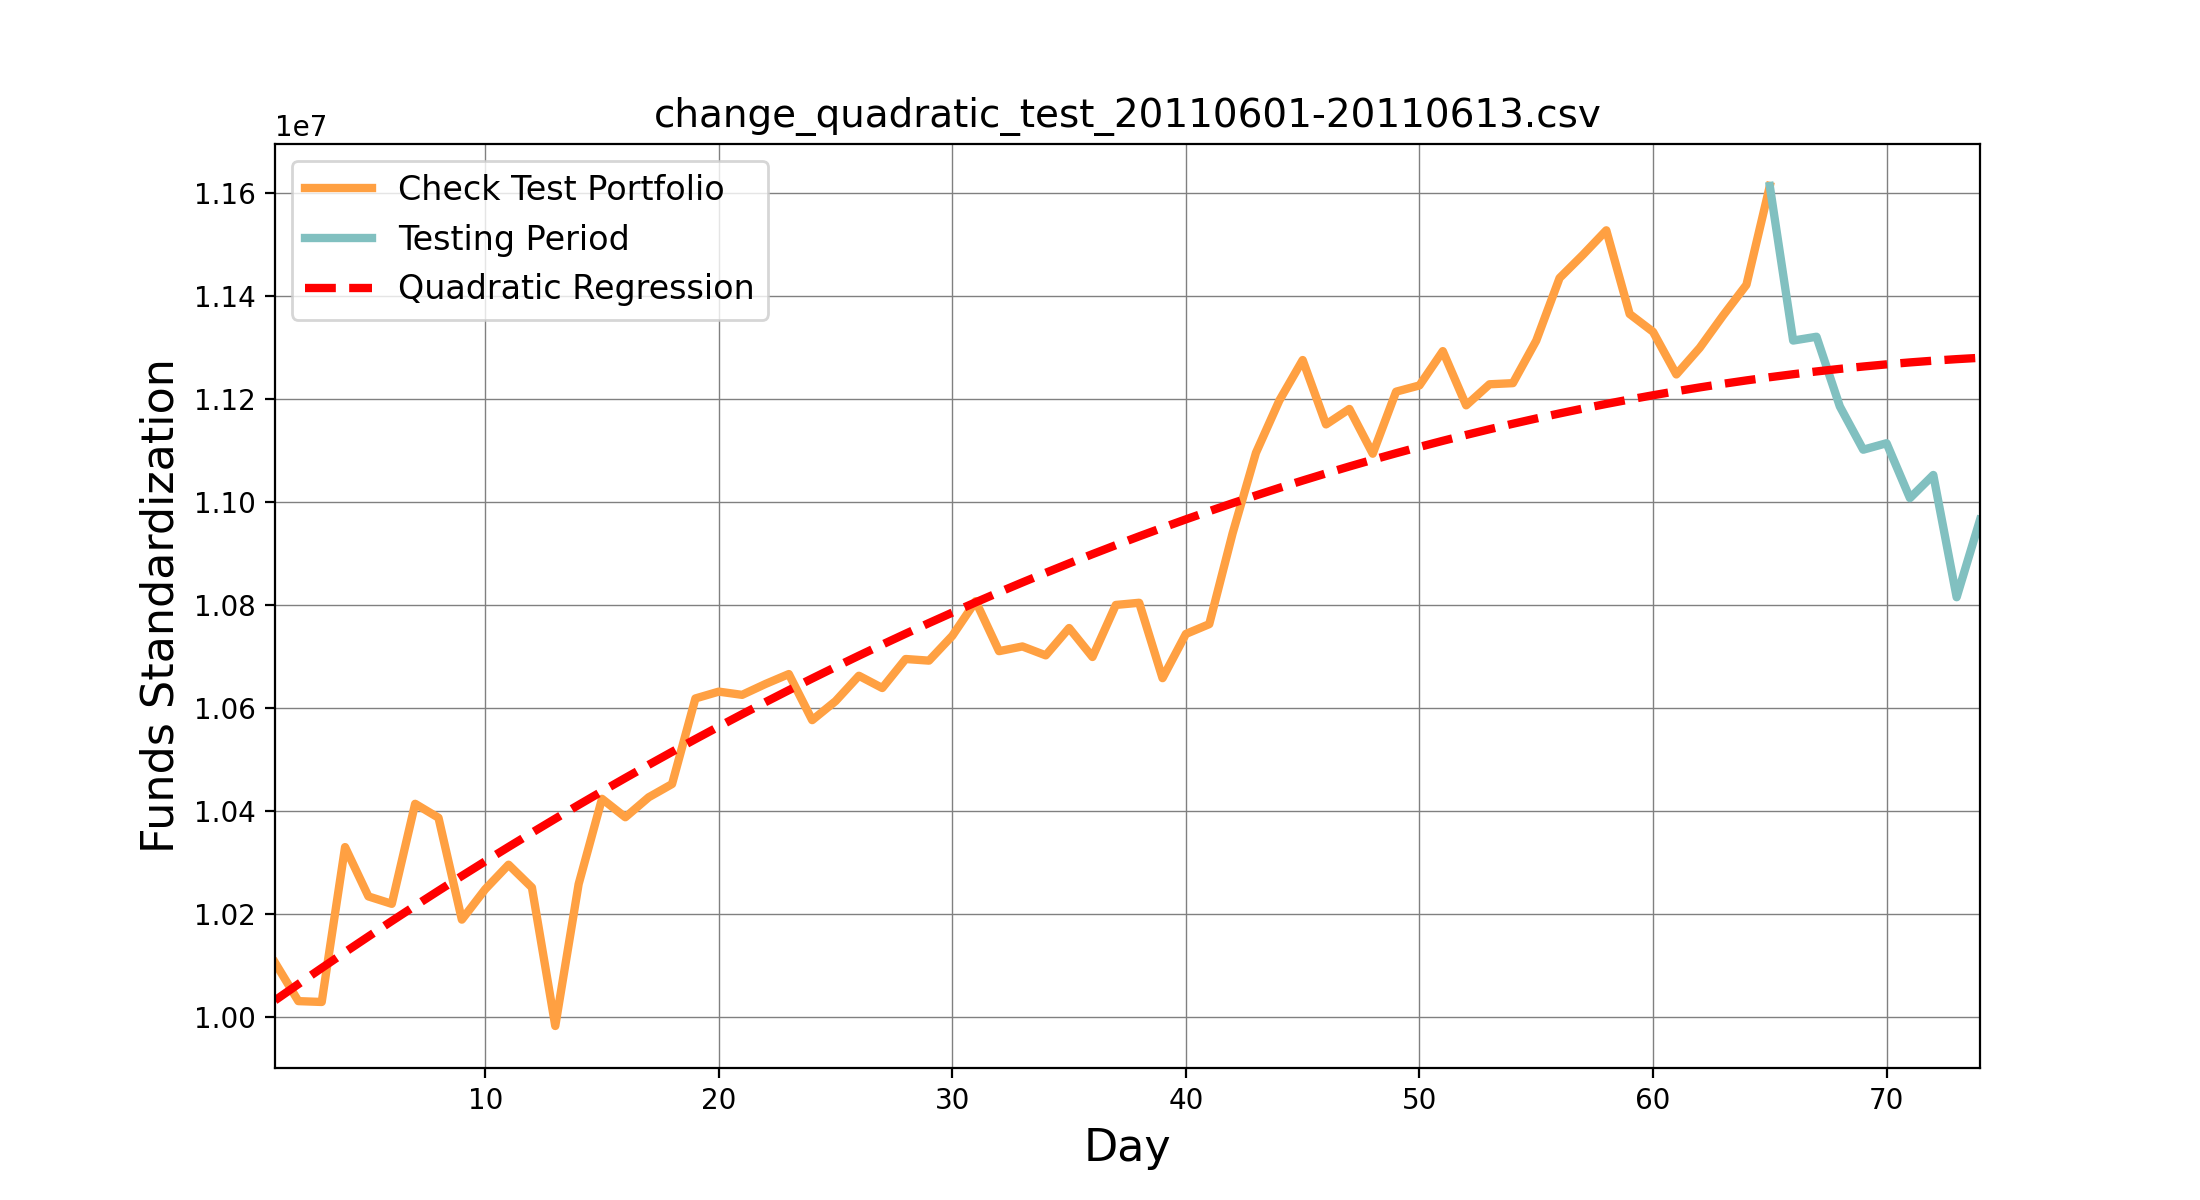 change_quadratic_test_20110601-20110613.csv
1e7
Check Test Portfolio
Testing Period
Quadratic Regression
1.16
1.14
1.12
1.10
1.08
1.06
1.04
1.02
1.00
Funds Standardization
10 20 30 40 50 60 70
Day